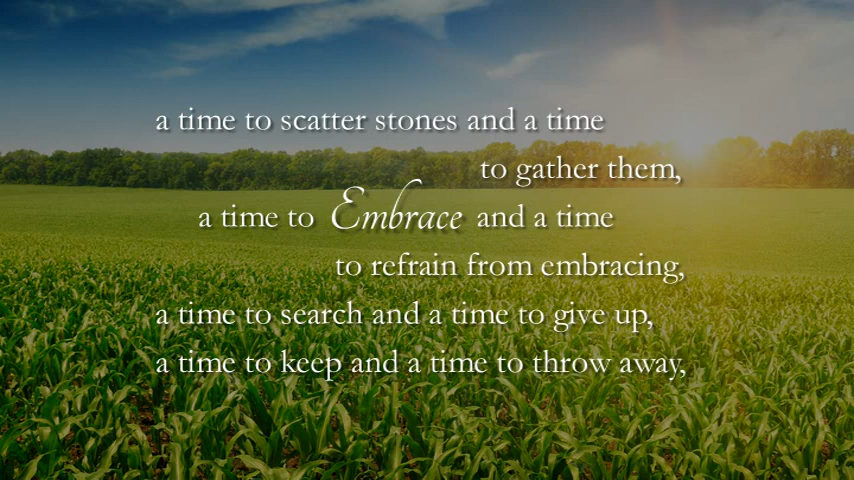 a time to scatter stones and a time
to gather them,
a time to Embrace and a time
to refrain from embracing,
a time to search and a time to give up,
a time to keep and a time to throw away,